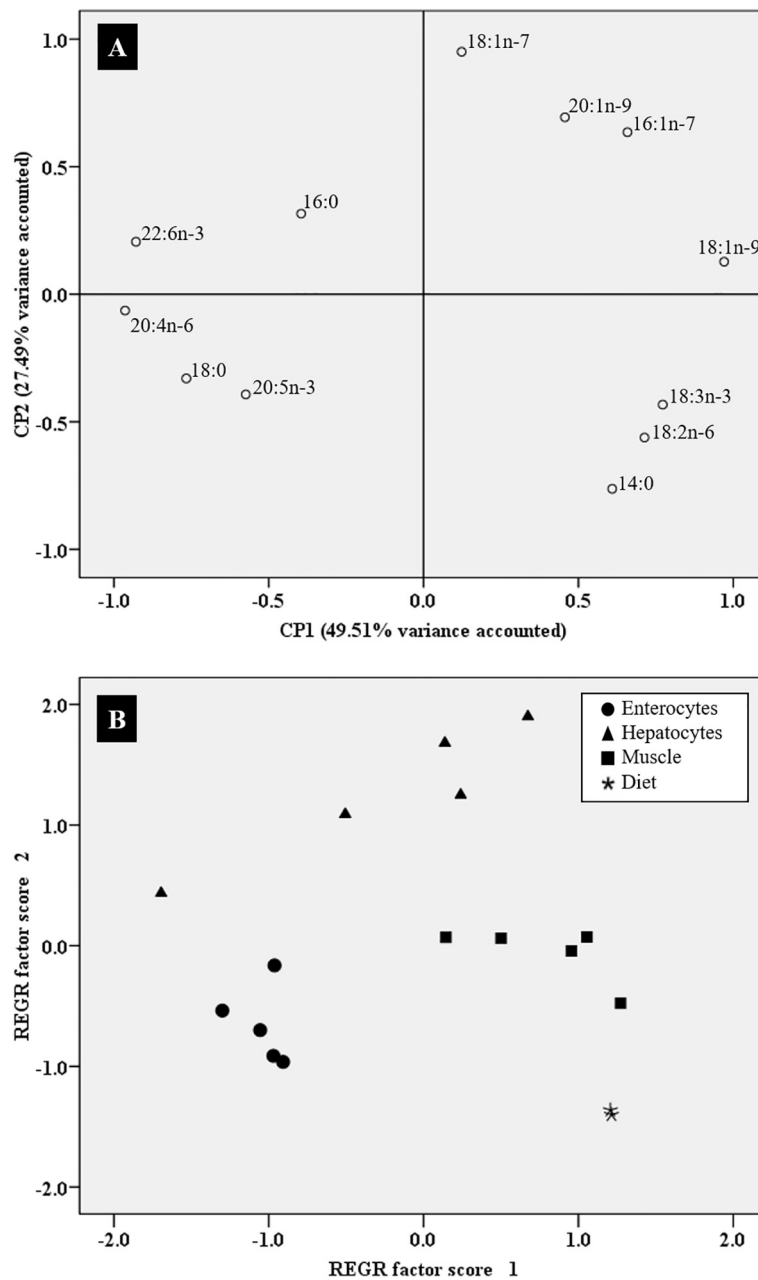 A
1.0
0.5
0.0
-0.5
-1.0
CP2 (27.49% variance accounted)
18:1n-7
20:1n-9
16:1n-7
16:0
22:6n-3
18:1n-9
20:4n-6
18:0
20:5n-3
18:3n-3
18:2n-6
14:0
-1.0 -0.5 0.0 0.5 1.0
CP1 (49.51% variance accounted)
B
Enterocytes
Hepatocytes
Muscle
Diet
2.0
1.0
0.0
-1.0
-2.0
REGR factor score 2
-2.0 -1.0 0.0 1.0 2.0
REGR factor score 1